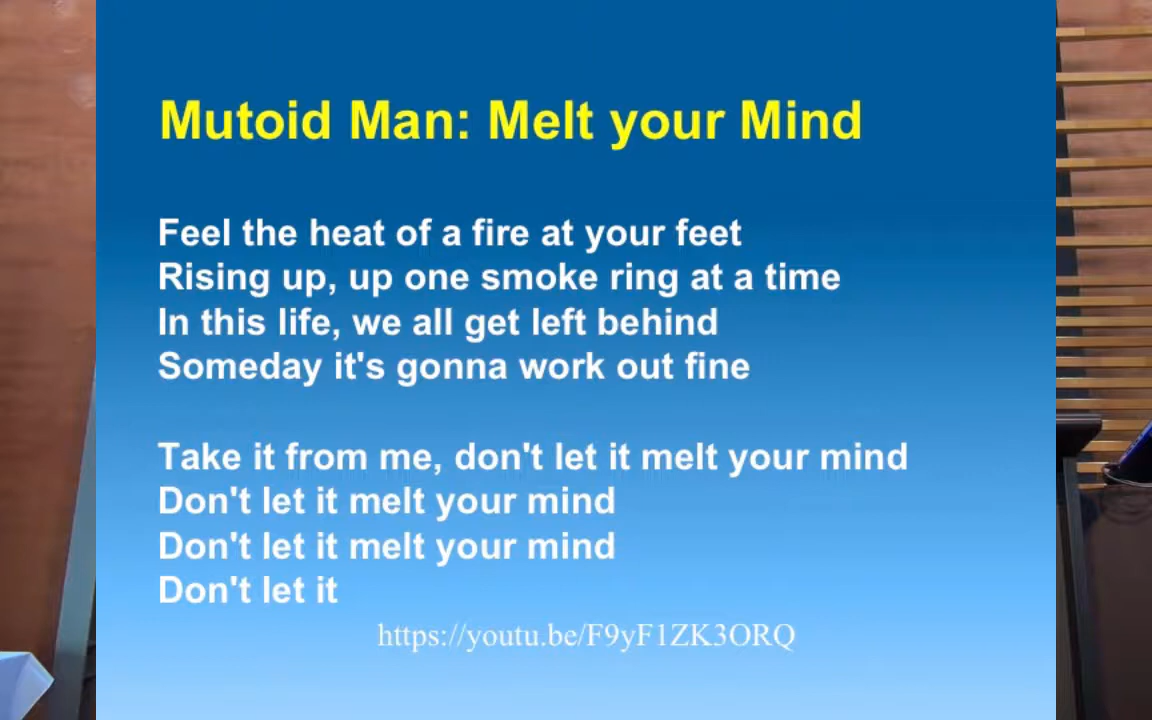 Mutoid Man: Melt your Mind
Feel the heat of a fire at your feet
Rising up, up one smoke ring at a time
In this life, we all get left behind
Someday it's gonna work out fine
Take it from me, don't let it melt your mind
Don't let it melt your mind
Don't let it melt your mind
Don't let it
https://youtu.be/F9yF1ZK3ORQ